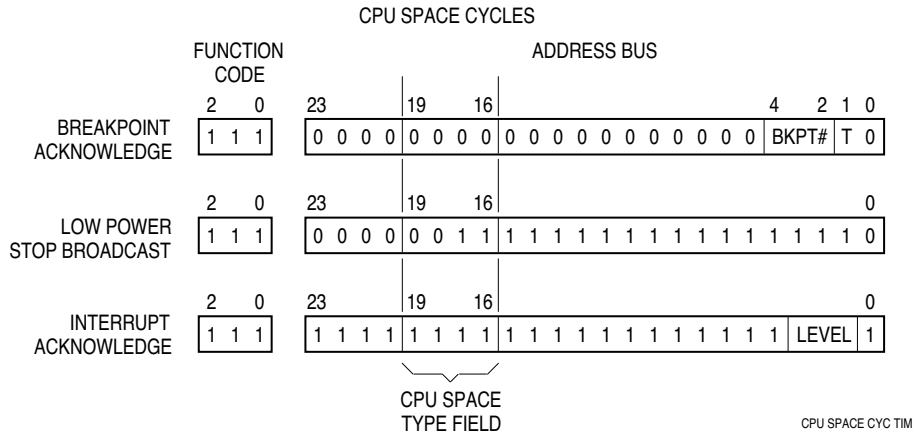 CPU SPACE CYCLES
FUNCTION CODE
ADDRESS BUS
2 0 23 19 16 4 2 1 0
BREAKPOINT ACKNOWLEDGE
1 1 1 0 0 0 0 0 0 0 0 0 0 0 0 0 0 0 0 0 0 0 BKPT# T 0
2 0 23 19 16 0
LOW POWER STOP BROADCAST
1 1 1 0 0 0 0 0 0 1 1 1 1 1 1 1 1 1 1 1 1 1 1 1 1 1 0
2 0 23 19 16 0
INTERRUPT ACKNOWLEDGE
1 1 1 1 1 1 1 1 1 1 1 1 1 1 1 1 1 1 1 1 1 1 1 LEVEL 1
CPU SPACE
TYPE FIELD
CPU SPACE CYC TIM